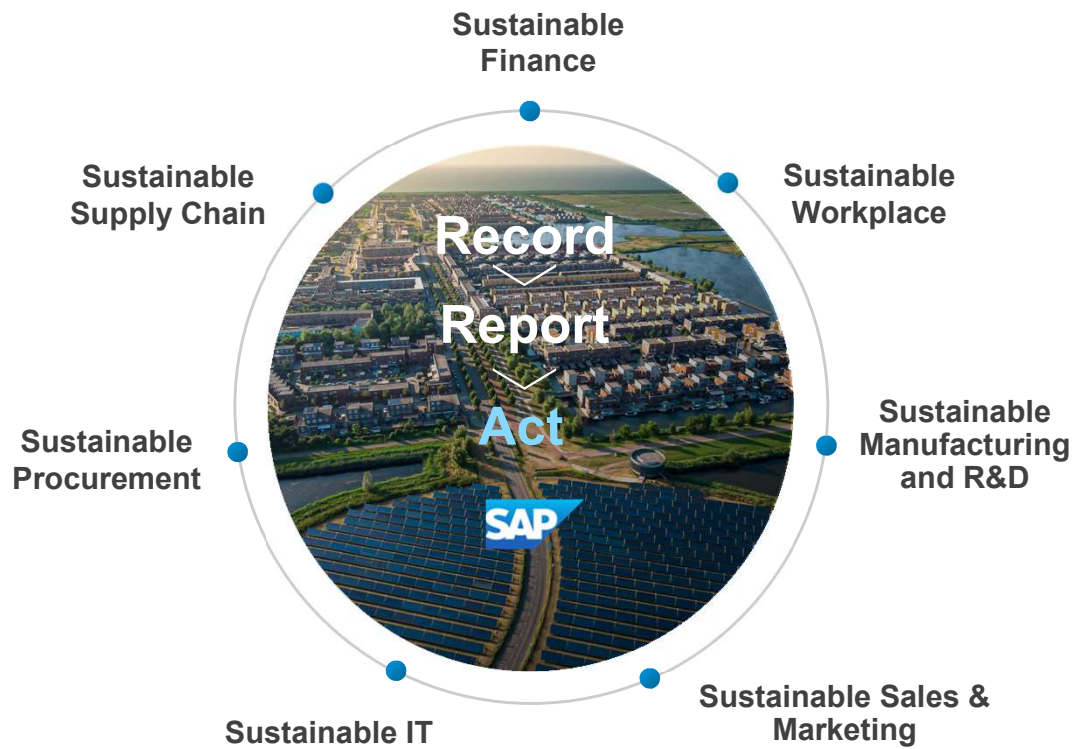 Sustainable
Finance
Sustainable
Supply Chain
Sustainable
Workplace
Record
Report
Act
SAP
Sustainable
Procurement
Sustainable
Manufacturing
and R&D
Sustainable IT
Sustainable Sales &
Marketing